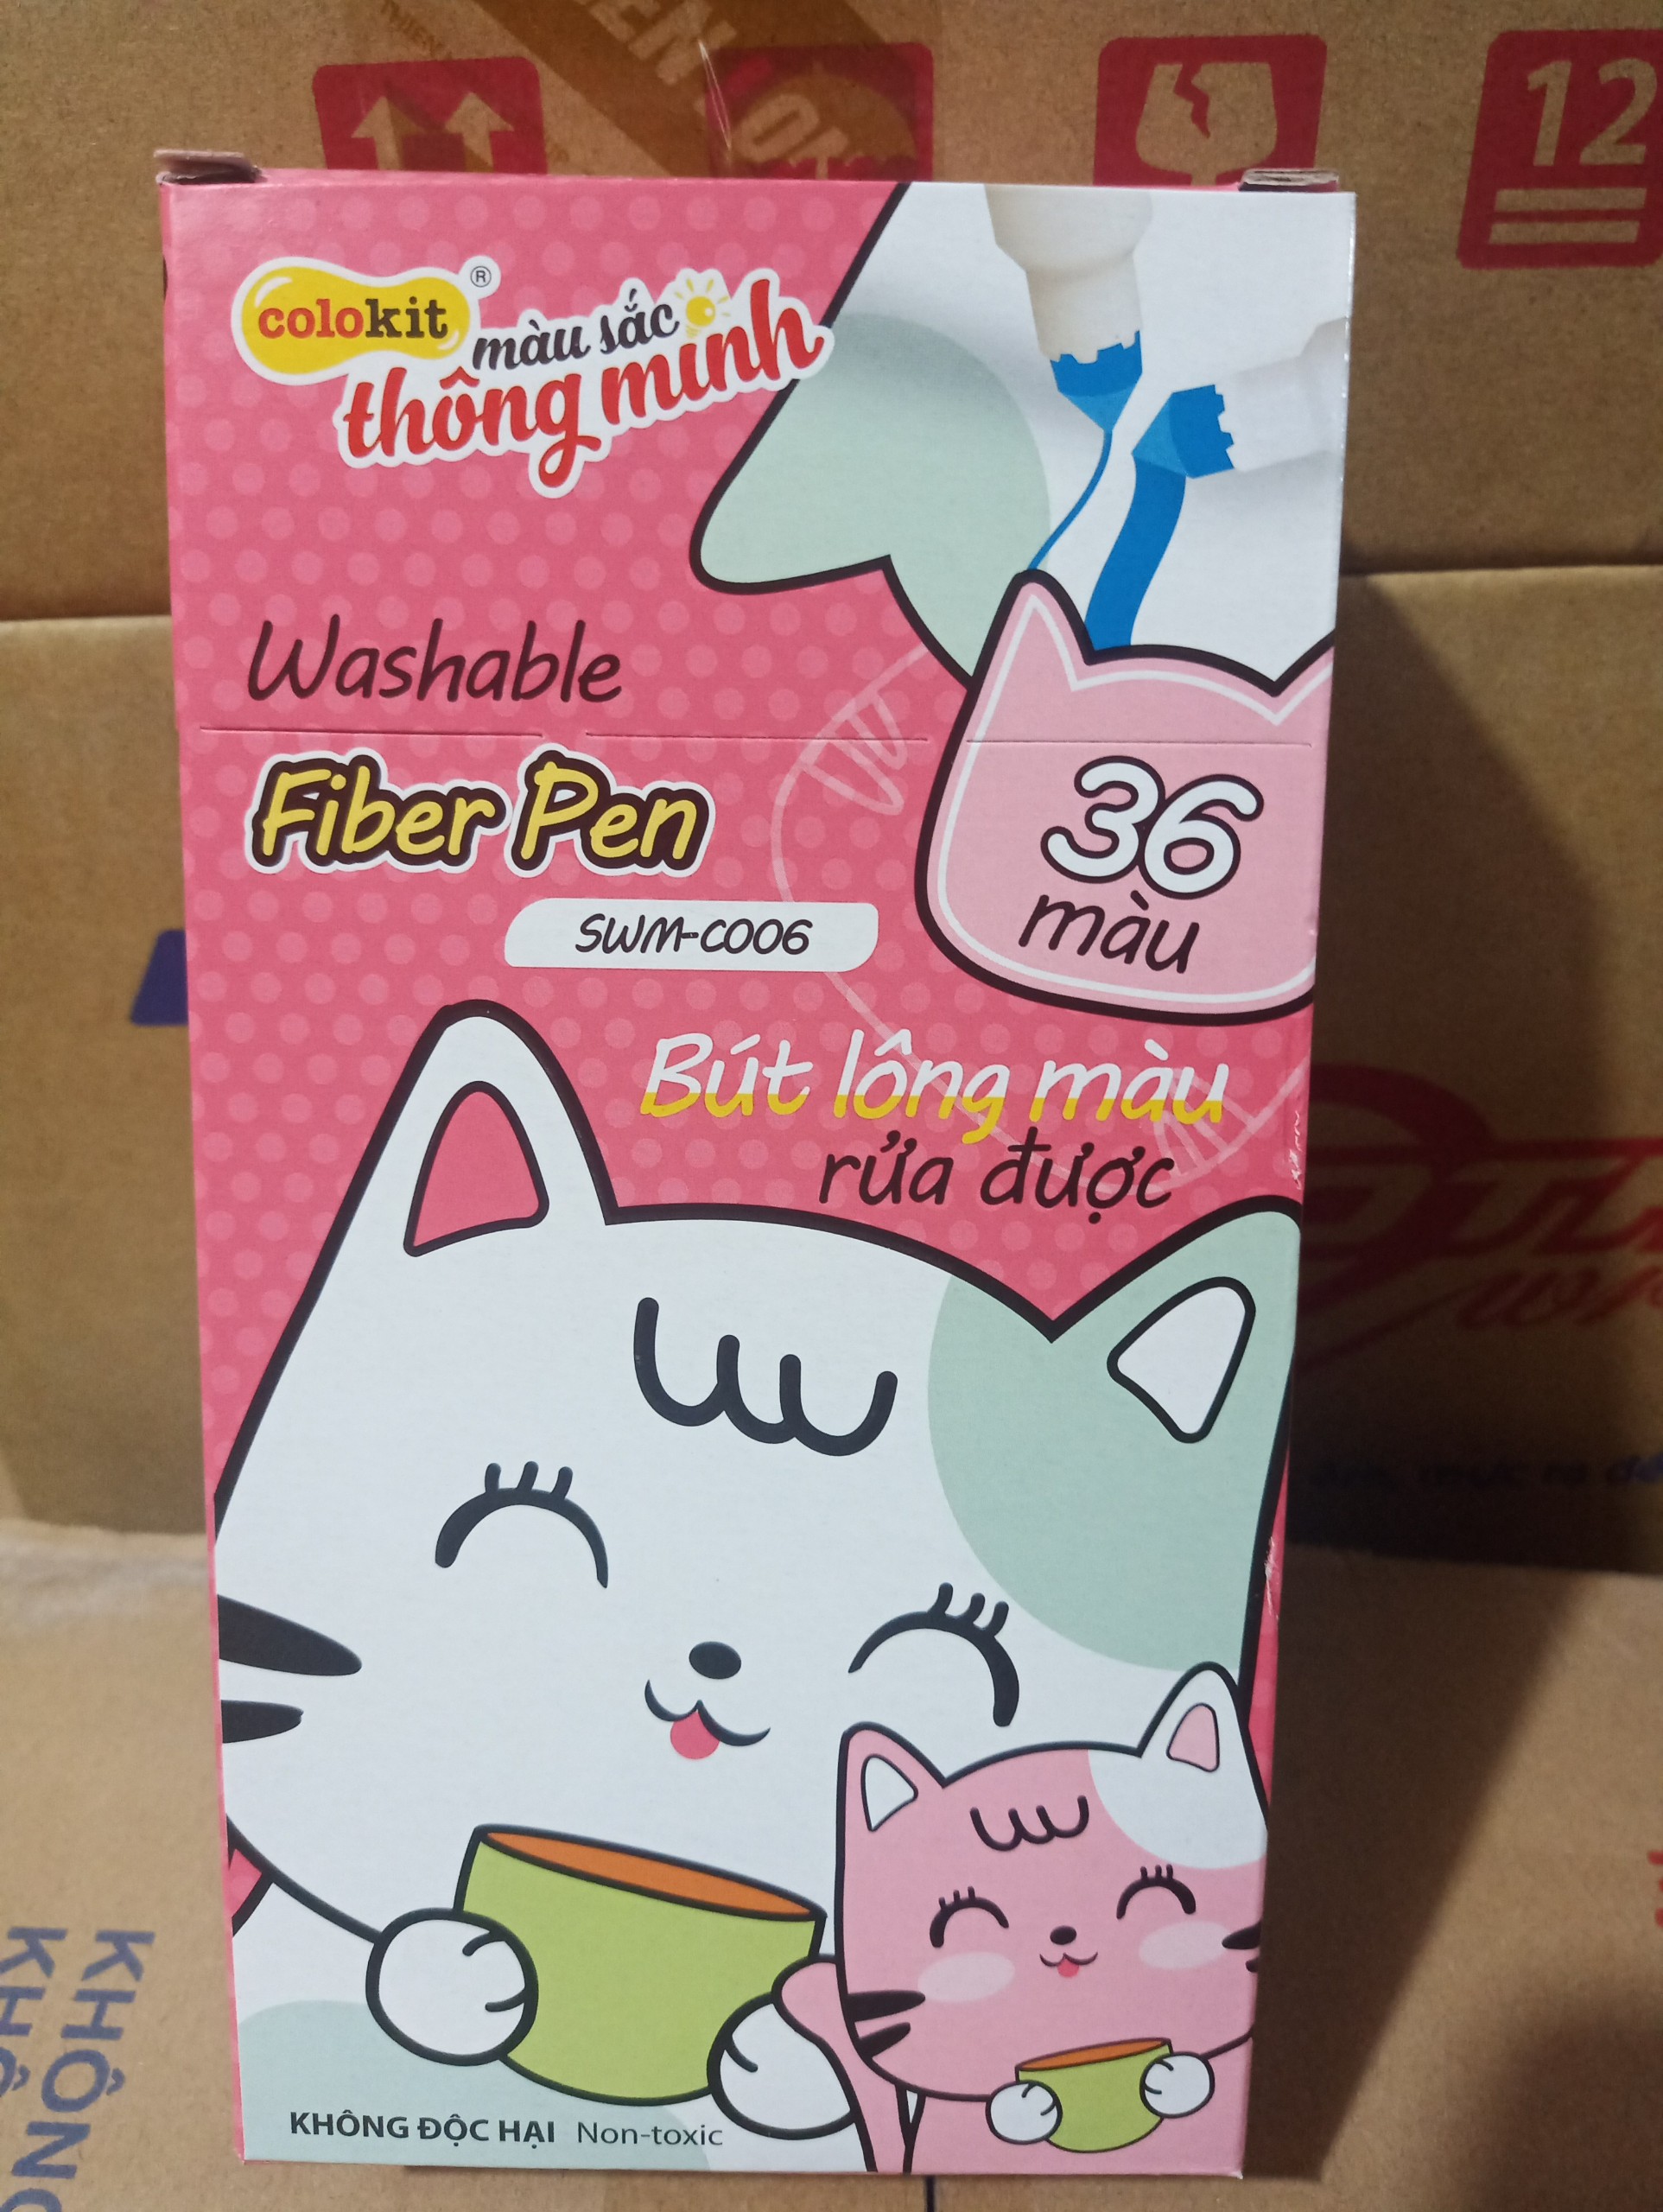 12
colokit®
màu sắc
thông minh
Washable
Fiber Pen
36
màu
SWM-C006
Bút lông màu
rửa được
KHÔNG ĐỘC HẠI Non-toxic
KHÔNG